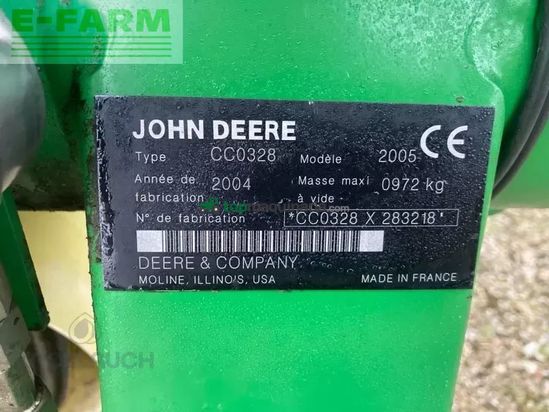 E-FARM
JOHN DEERE
Type CC0328 Modèle 2005 CE
Année de fabrication 2004 Masse maxi à vide 0972 kg
N° de fabrication *CC0328 X 283218*
DEERE & COMPANY
MOLINE, ILLINOIS, USA MADE IN FRANCE